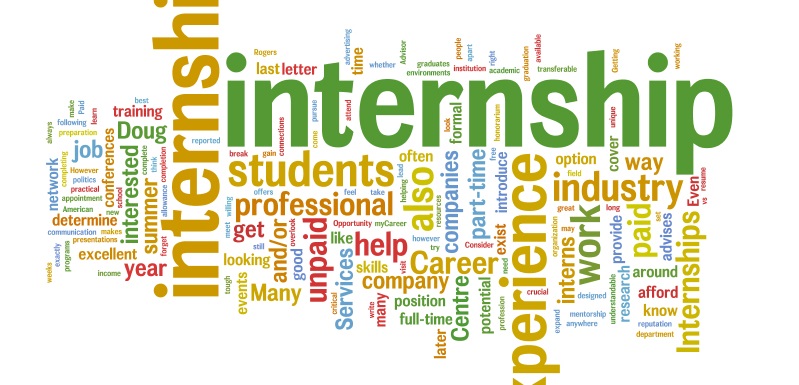 internshi
internship
xperience
Rogers
last
letter
advertising
time
whether
Advisor
graduates
environments
people
apart
institution
right
academic
graduation
available
transferable
Getting
working
best
training
make
Paid
learn
always
following
preparation
Doug
job
conferences
reported
completing
However
politics
practical
appointment
American
network
interested
complete
think
completion
school
summer
allowance
new
determine
communication
makes
presentations
forget
excellent
exactly
programs
weeks
income
year
break
gain
connections
come
pursue
attend
look
formal
honorarium
free
students
often
lead
helping
also
resources
companies
part-time
introduce
cover
unique
option
field
way
industry
Even
resume
vs
offers
feel
take
willing
professional
meet
get
still
and/or
good
overlook
unpaid
Opportunity
myCareer
like
help
however
try
Consider
exist
looking
skills
visit
Career
need
tough
events
Many
critical
Services
company
write
many
position
full-time
later
Centre
potential
profession
great
organization
may
interns
work
long
provide
paid
set
advises
Internships
crucial
expand
designed
mentorship
anywhere
understandable
research
around
afford
know
reputation
department